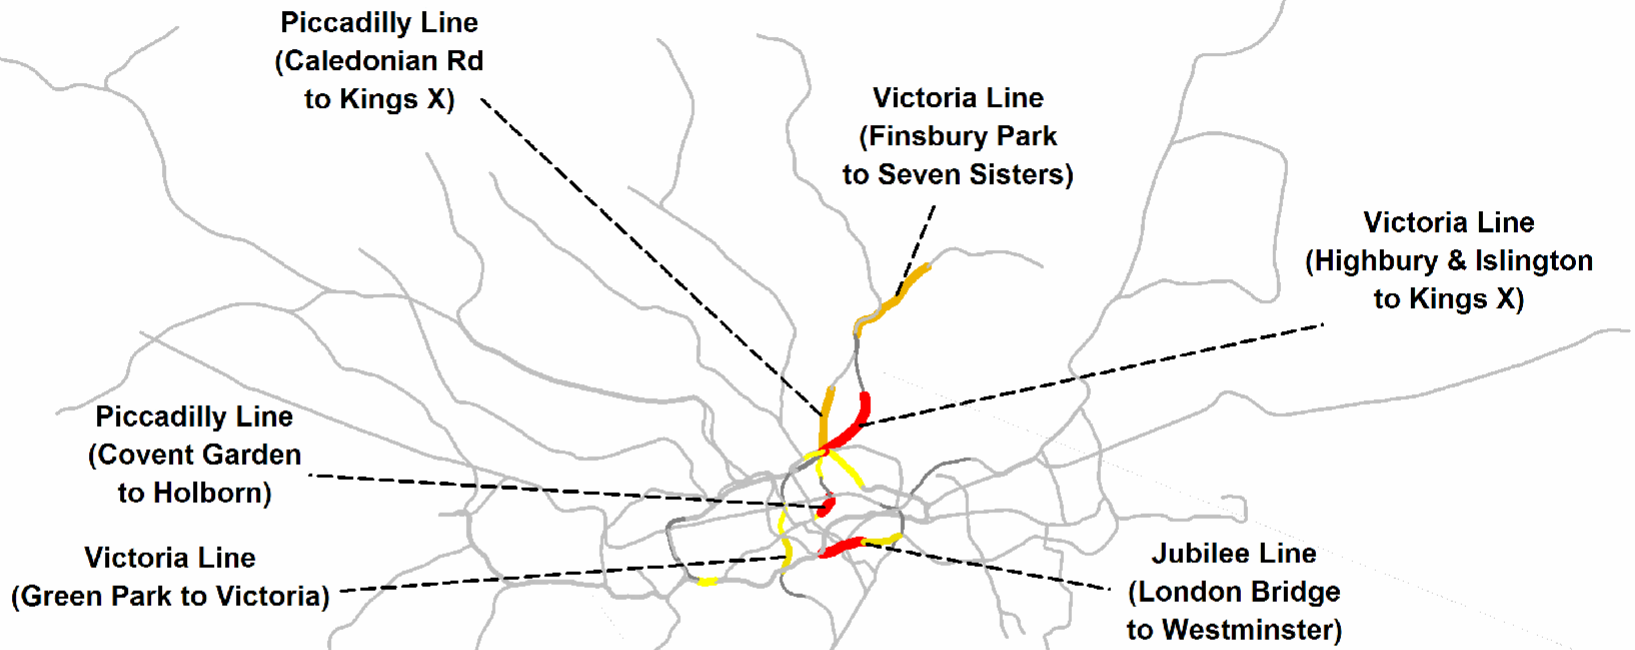 Piccadilly Line
(Caledonian Rd
to Kings X)
Victoria Line
(Finsbury Park
to Seven Sisters)
Victoria Line
(Highbury & Islington
to Kings X)
Piccadilly Line
(Covent Garden
to Holborn)
Victoria Line
(Green Park to Victoria)
Jubilee Line
(London Bridge
to Westminster)